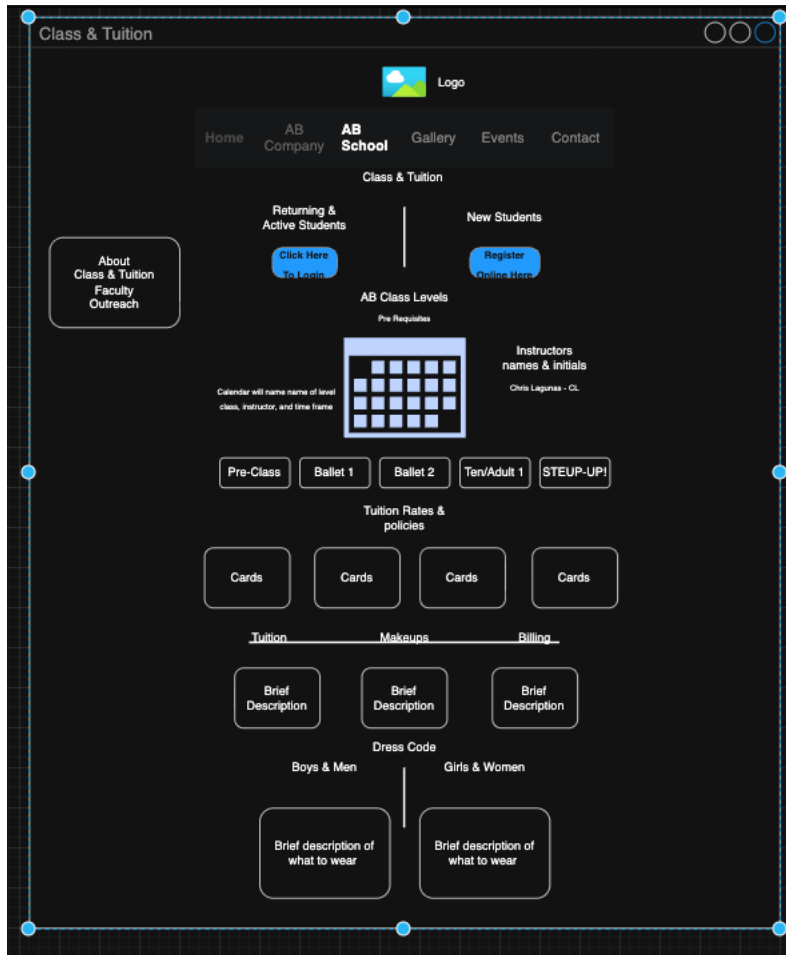 Class & Tuition
Logo
Home
AB
Company
AB
School
Gallery
Events
Contact
Class & Tuition
Returning &
Active Students
New Students
Click Here
To Login
Register
Online Here
About
Class & Tuition
Faculty
Outreach
AB Class Levels
Pre Requisites
Calendar will name name of level
class, instructor, and time frame
Instructors
names & initials
Chris Lagunas - CL
Pre-Class
Ballet 1
Ballet 2
Ten/Adult 1
STEUP-UP!
Tuition Rates &
policies
Cards
Cards
Cards
Cards
Tuition
Makeups
Billing
Brief
Description
Brief
Description
Brief
Description
Dress Code
Boys & Men
Girls & Women
Brief description of
what to wear
Brief description of
what to wear